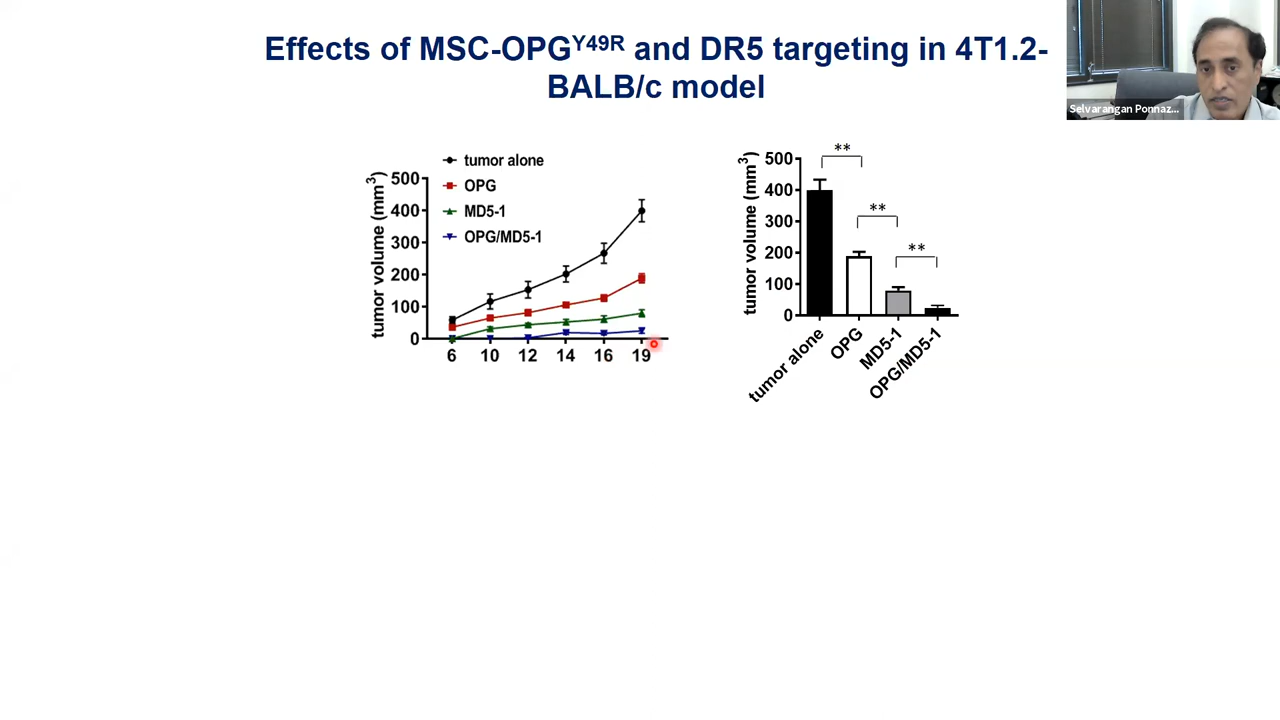 Effects of MSC-OPGY49R and DR5 targeting in 4T1.2-
BALB/c model
Selvarangan Ponnaz...
tumor alone
OPG
MD5-1
OPG/MD5-1
tumor volume (mm3)
500
400
300
200
100
0
6 10 12 14 16 19
tumor volume (mm3)
500
400
300
200
100
0
**
**
**
tumor alone
OPG
MD5-1
OPG/MD5-1